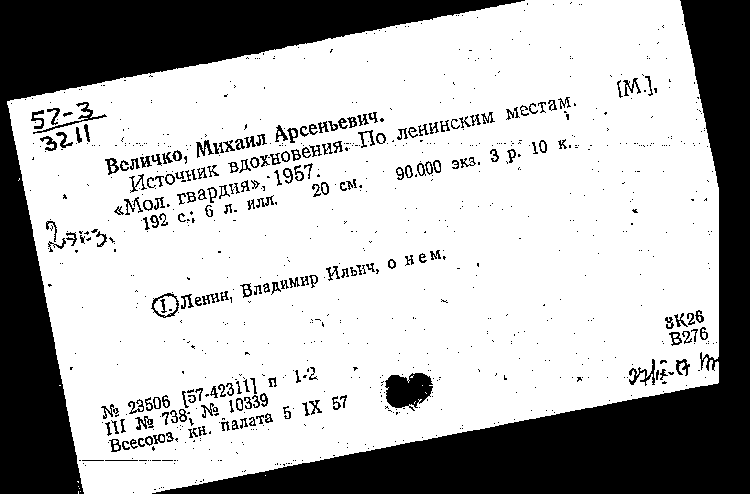 57-3
3211
Величко, Михаил Арсеньевич.
Источник вдохновения. По ленинским местам. [М.],
«Мол. гвардия», 1957.
192 с.; 6 л. илл. 20 см. 90.000 экз. 3 р. 10 к.
2 экз.
1. Ленин, Владимир Ильич, о нем.
3К26
В276
№ 23506 [57-42311] п 1-2
III № 738; № 10339
Всесоюз. кн. палата 5 IX 57